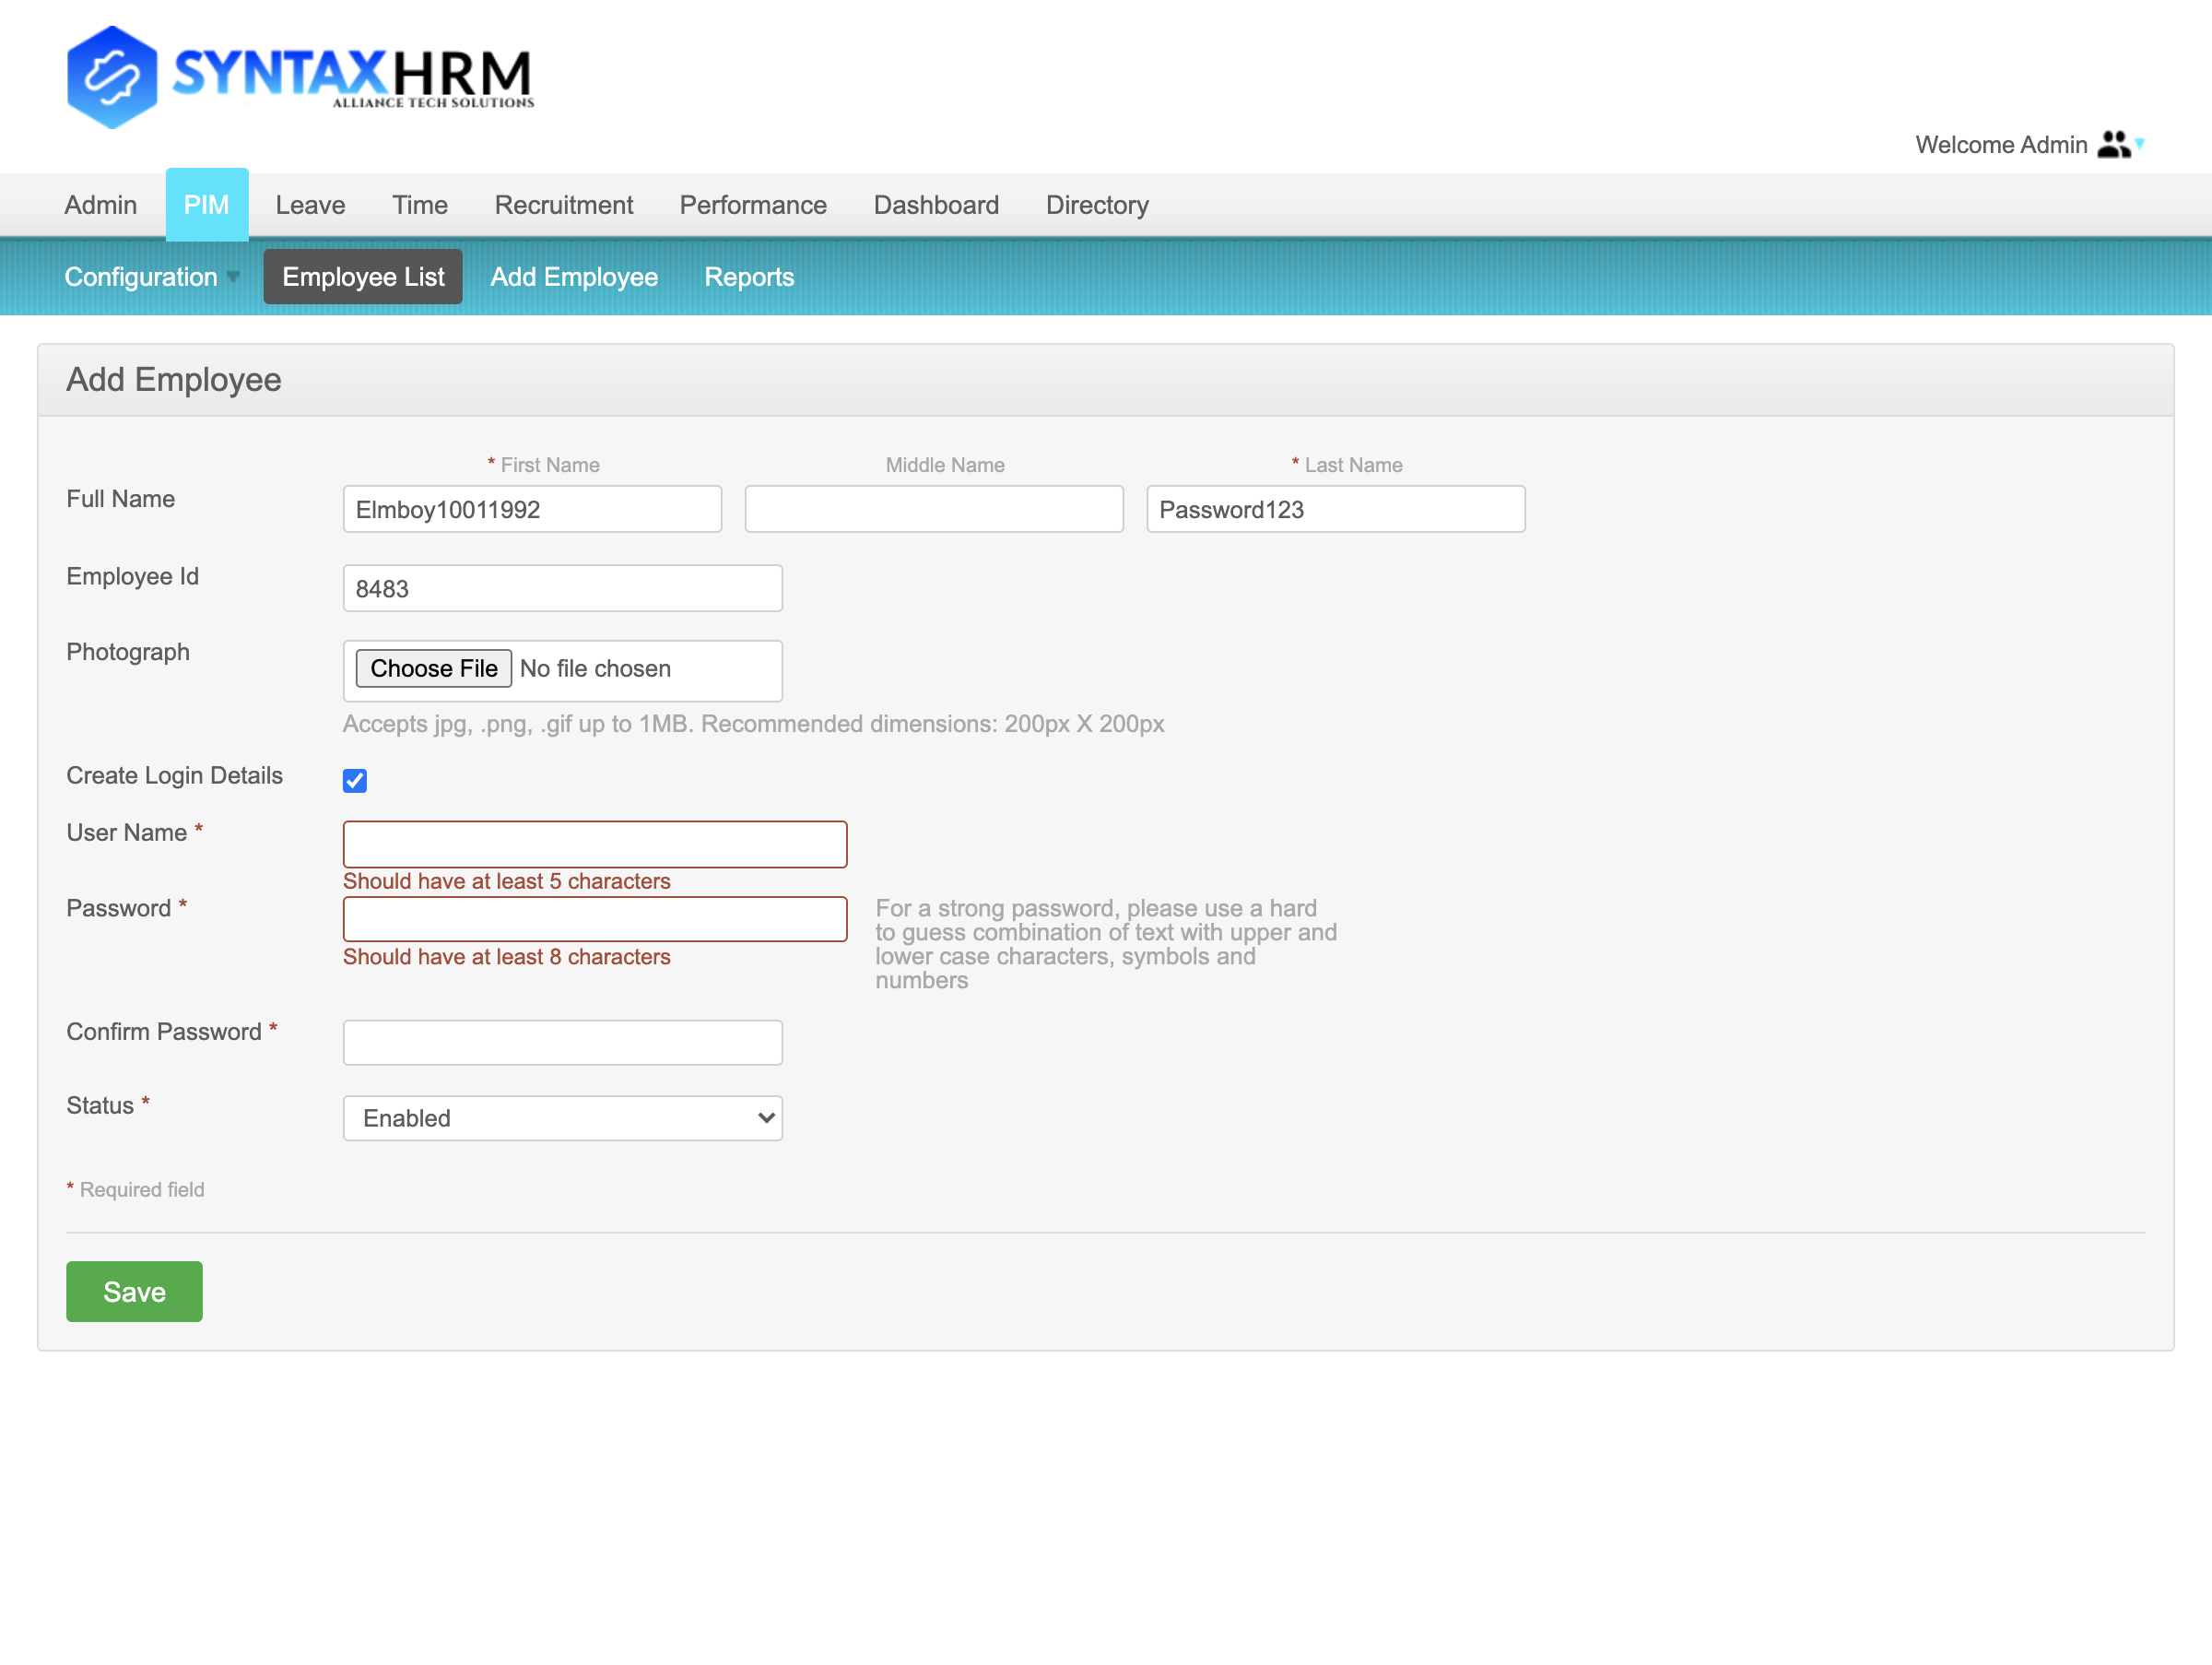 SYNTAXHRM
ALLIANCE TECH SOLUTIONS
Welcome Admin
Admin PIM Leave Time Recruitment Performance Dashboard Directory
Configuration Employee List Add Employee Reports
Add Employee
* First Name Middle Name * Last Name
Full Name Elmboy10011992 Password123
Employee Id 8483
Photograph Choose File No file chosen
Accepts jpg, .png, .gif up to 1MB. Recommended dimensions: 200px X 200px
Create Login Details
User Name *
Should have at least 5 characters
Password *
Should have at least 8 characters
For a strong password, please use a hard
to guess combination of text with upper and
lower case characters, symbols and
numbers
Confirm Password *
Status * Enabled
* Required field
Save